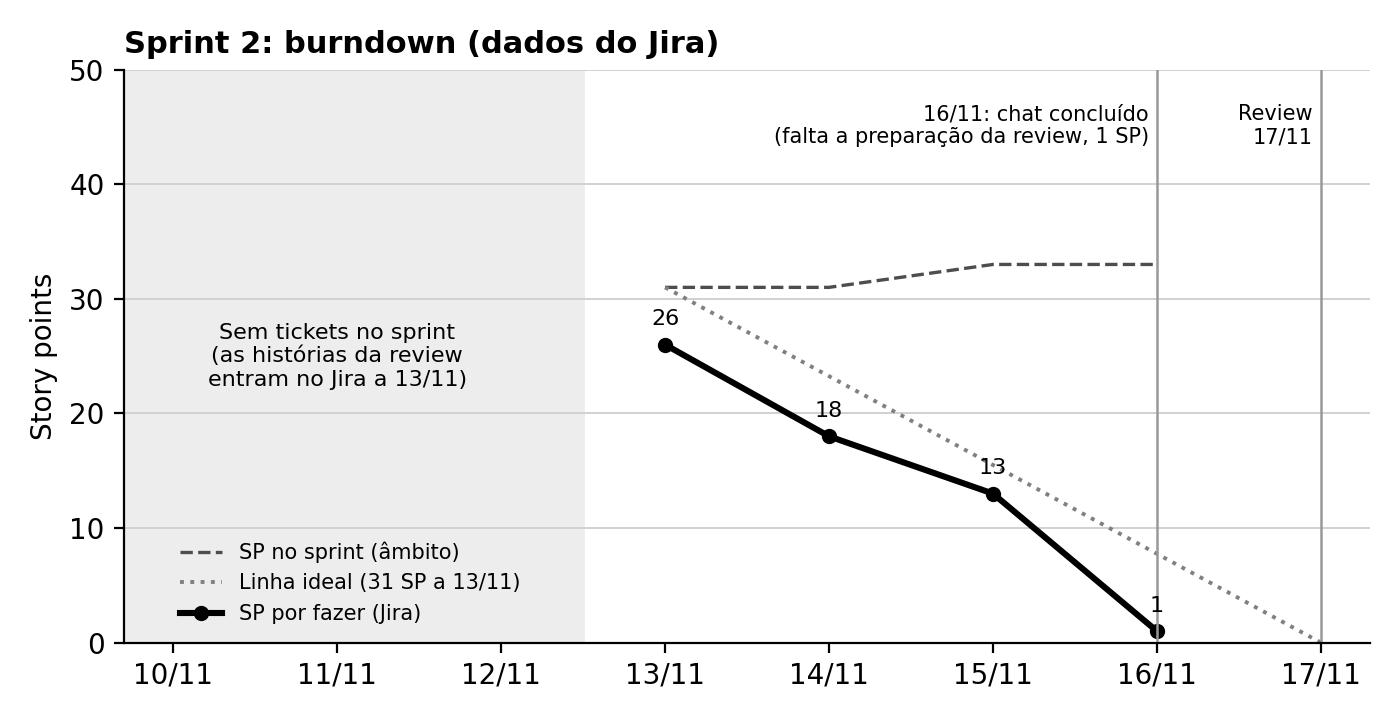 Sprint 2: burndown (dados do Jira)
50
40
30
20
10
0
Story points
16/11: chat concluído
(falta a preparação da review, 1 SP)
Review
17/11
Sem tickets no sprint
(as histórias da review
entram no Jira a 13/11)
26
18
13
1
SP no sprint (âmbito)
Linha ideal (31 SP a 13/11)
SP por fazer (Jira)
10/11
11/11
12/11
13/11
14/11
15/11
16/11
17/11